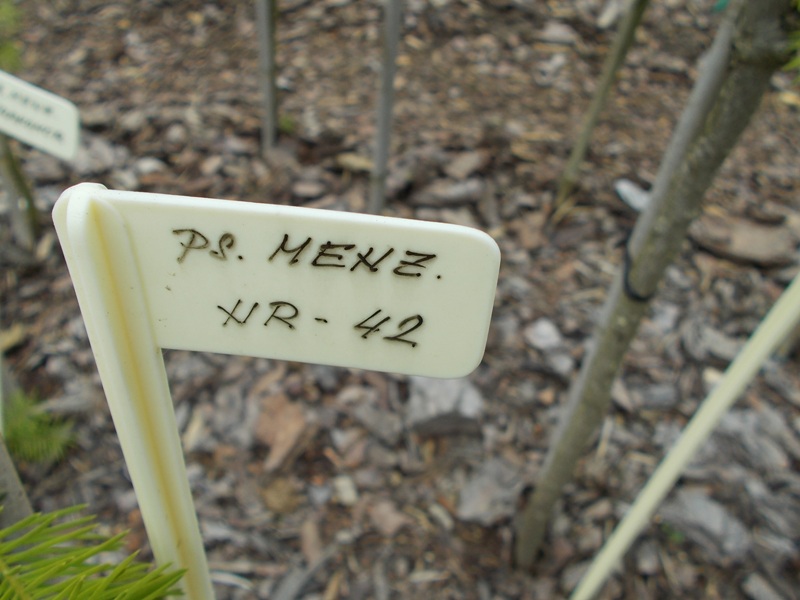 PS. MENZ.
HR - 42